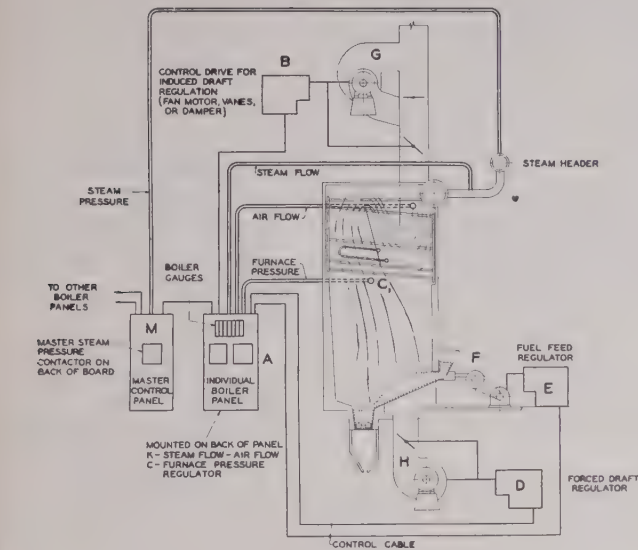 B
G
CONTROL DRIVE FOR
INDUCED DRAFT
REGULATION
(FAN MOTOR, VANES,
OR DAMPER)
STEAM HEADER
STEAM FLOW
STEAM
PRESSURE
AIR FLOW
FURNACE
PRESSURE
BOILER
GAUGES
C₁
TO OTHER
BOILER
PANELS
M
A
MASTER STEAM
PRESSURE
CONTACTOR ON
BACK OF BOARD
MASTER
CONTROL
PANEL
INDIVIDUAL
BOILER
PANEL
F
FUEL FEED
REGULATOR
E
MOUNTED ON BACK OF PANEL
K - STEAM FLOW - AIR FLOW
C - FURNACE PRESSURE
REGULATOR
H
D
FORCED DRAFT
REGULATOR
CONTROL CABLE